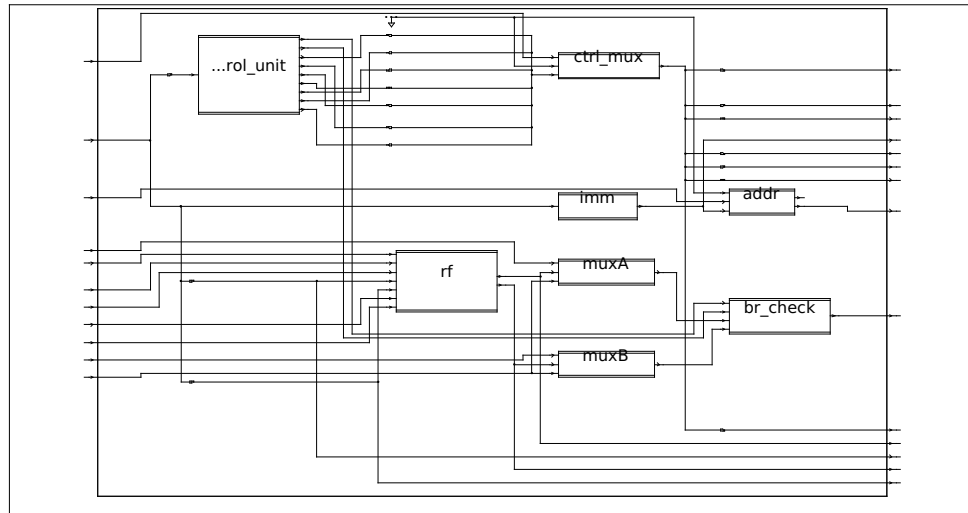 ...rol_unit
ctrl_mux
imm
addr
rf
muxA
br_check
muxB